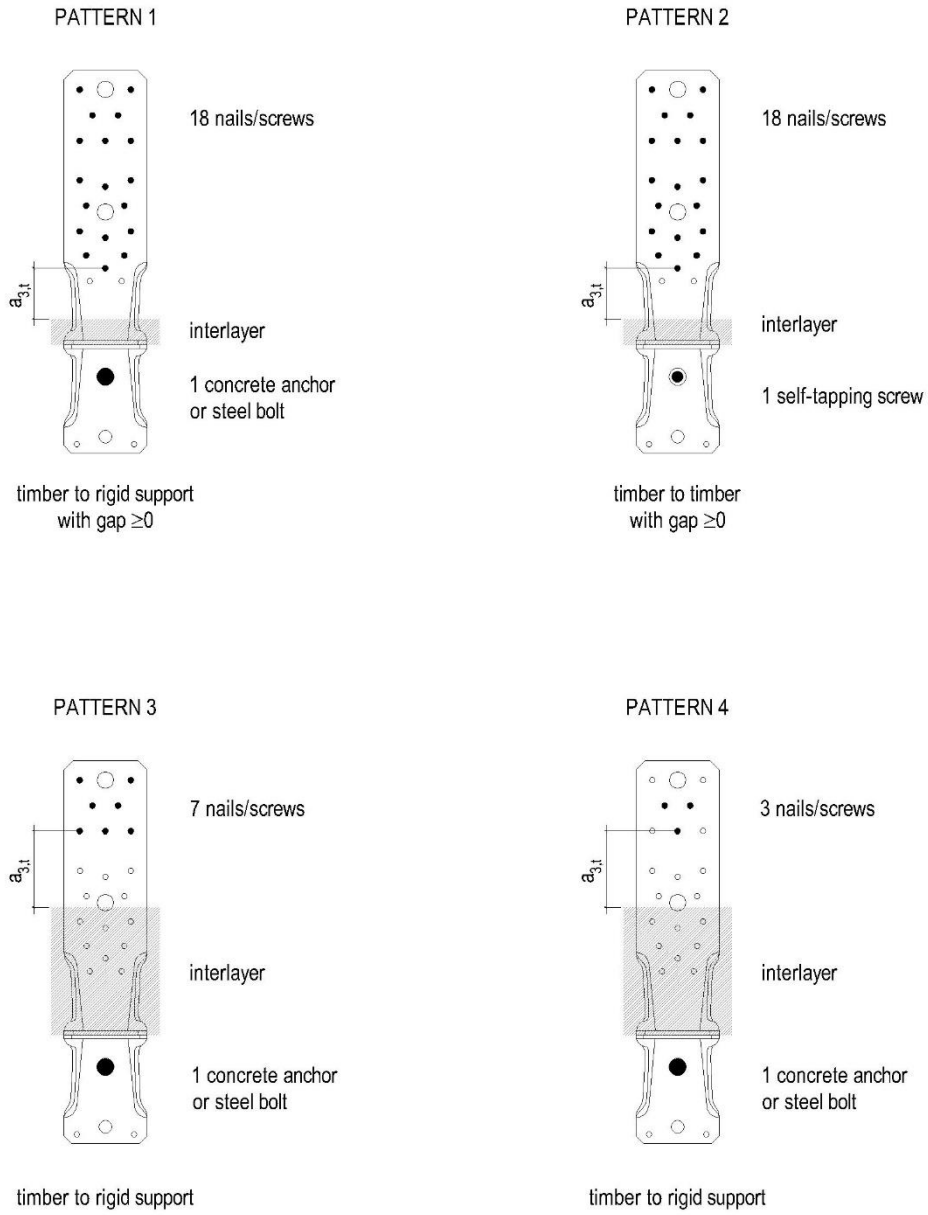 PATTERN 1
18 nails/screws
a3,t
interlayer
1 concrete anchor
or steel bolt
timber to rigid support
with gap ≥0
PATTERN 2
18 nails/screws
a3,t
interlayer
1 self-tapping screw
timber to timber
with gap ≥0
PATTERN 3
7 nails/screws
a3,t
interlayer
1 concrete anchor
or steel bolt
timber to rigid support
PATTERN 4
3 nails/screws
a3,t
interlayer
1 concrete anchor
or steel bolt
timber to rigid support